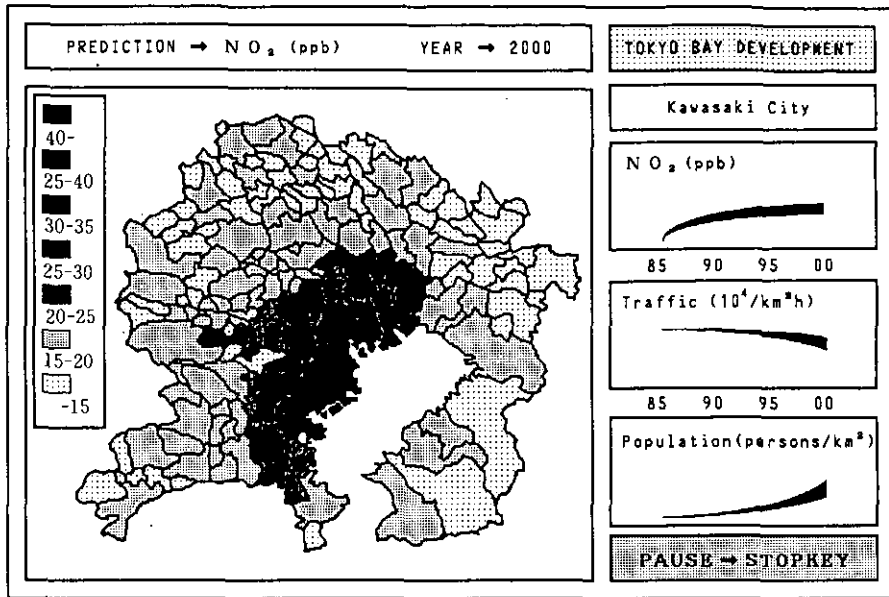 PREDICTION → NO₂ (ppb) YEAR → 2000
40-
25-40
30-35
25-30
20-25
15-20
-15
TOKYO BAY DEVELOPMENT
Kawasaki City
NO₂ (ppb)
85 90 95 00
Traffic (10⁴/km²h)
85 90 95 00
Population(persons/km²)
PAUSE → STOPKEY